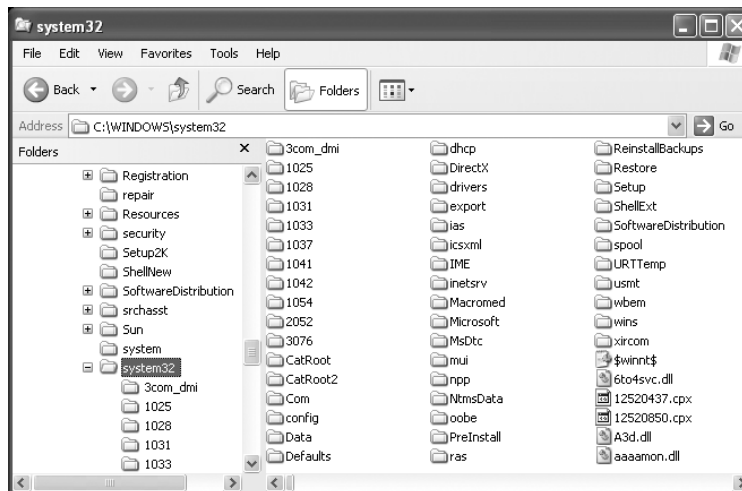 system32
File Edit View Favorites Tools Help
Back Search Folders
Address C:\WINDOWS\system32 Go
Folders
Registration
repair
Resources
security
Setup2K
ShellNew
SoftwareDistribution
srchasst
Sun
system
system32
3com_dmi
1025
1028
1031
1033
3com_dmi
1025
1028
1031
1033
1037
1041
1042
1054
2052
3076
CatRoot
CatRoot2
Com
config
Data
Defaults
dhcp
DirectX
drivers
export
ias
icsxml
IME
inetsrv
Macromed
Microsoft
MsDtc
mui
npp
NtmsData
oobe
PreInstall
ras
ReinstallBackups
Restore
Setup
ShellExt
SoftwareDistribution
spool
URTTemp
usmt
wbem
wins
xircom
$winnt$
6to4svc.dll
12520437.cpx
12520850.cpx
A3d.dll
aaaamon.dll